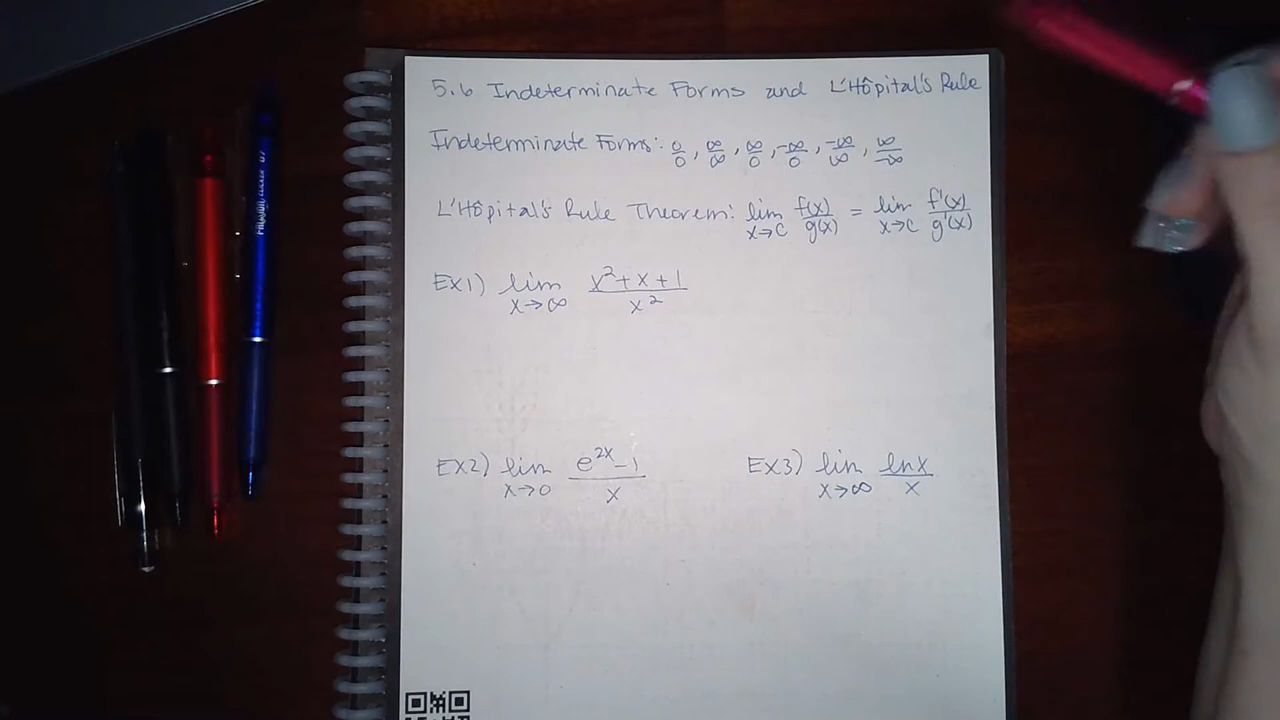 5.6 Indeterminate Forms and L'Hôpital's Rule
Indeterminate Forms: 0/0, ∞/∞, ∞/0, -∞/0, -∞/∞, ∞/-∞
L'Hôpital's Rule Theorem: lim x→c f(x)/g(x) = lim x→c f'(x)/g'(x)
EX1) lim x→∞ x²+x+1/x²
EX2) lim x→0 e^2x-1/x
EX3) lim x→∞ lnx/x